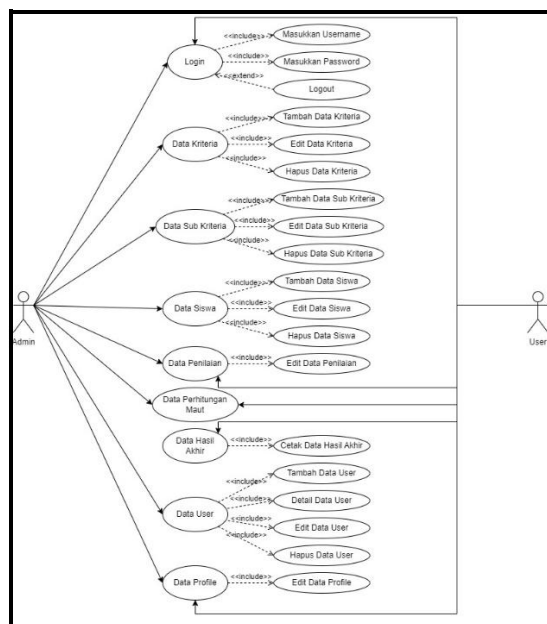 <<include>>
Masukkan Username
Login
<<include>>
Masukkan Password
<<extend>>
Logout
<<include>>
Tambah Data Kriteria
Data Kriteria
<<include>>
Edit Data Kriteria
<<include>>
Hapus Data Kriteria
<<include>>
Tambah Data Sub Kriteria
Data Sub Kriteria
<<include>>
Edit Data Sub Kriteria
<<include>>
Hapus Data Sub Kriteria
<<include>>
Tambah Data Siswa
Data Siswa
<<include>>
Edit Data Siswa
<<include>>
Hapus Data Siswa
Admin
User
Data Penilaian
<<include>>
Edit Data Penilaian
Data Perhitungan
Maut
Data Hasil
Akhir
<<include>>
Cetak Data Hasil Akhir
<<include>>
Tambah Data User
Data User
<<include>>
Detail Data User
<<include>>
Edit Data User
<<include>>
Hapus Data User
Data Profile
<<include>>
Edit Data Profile